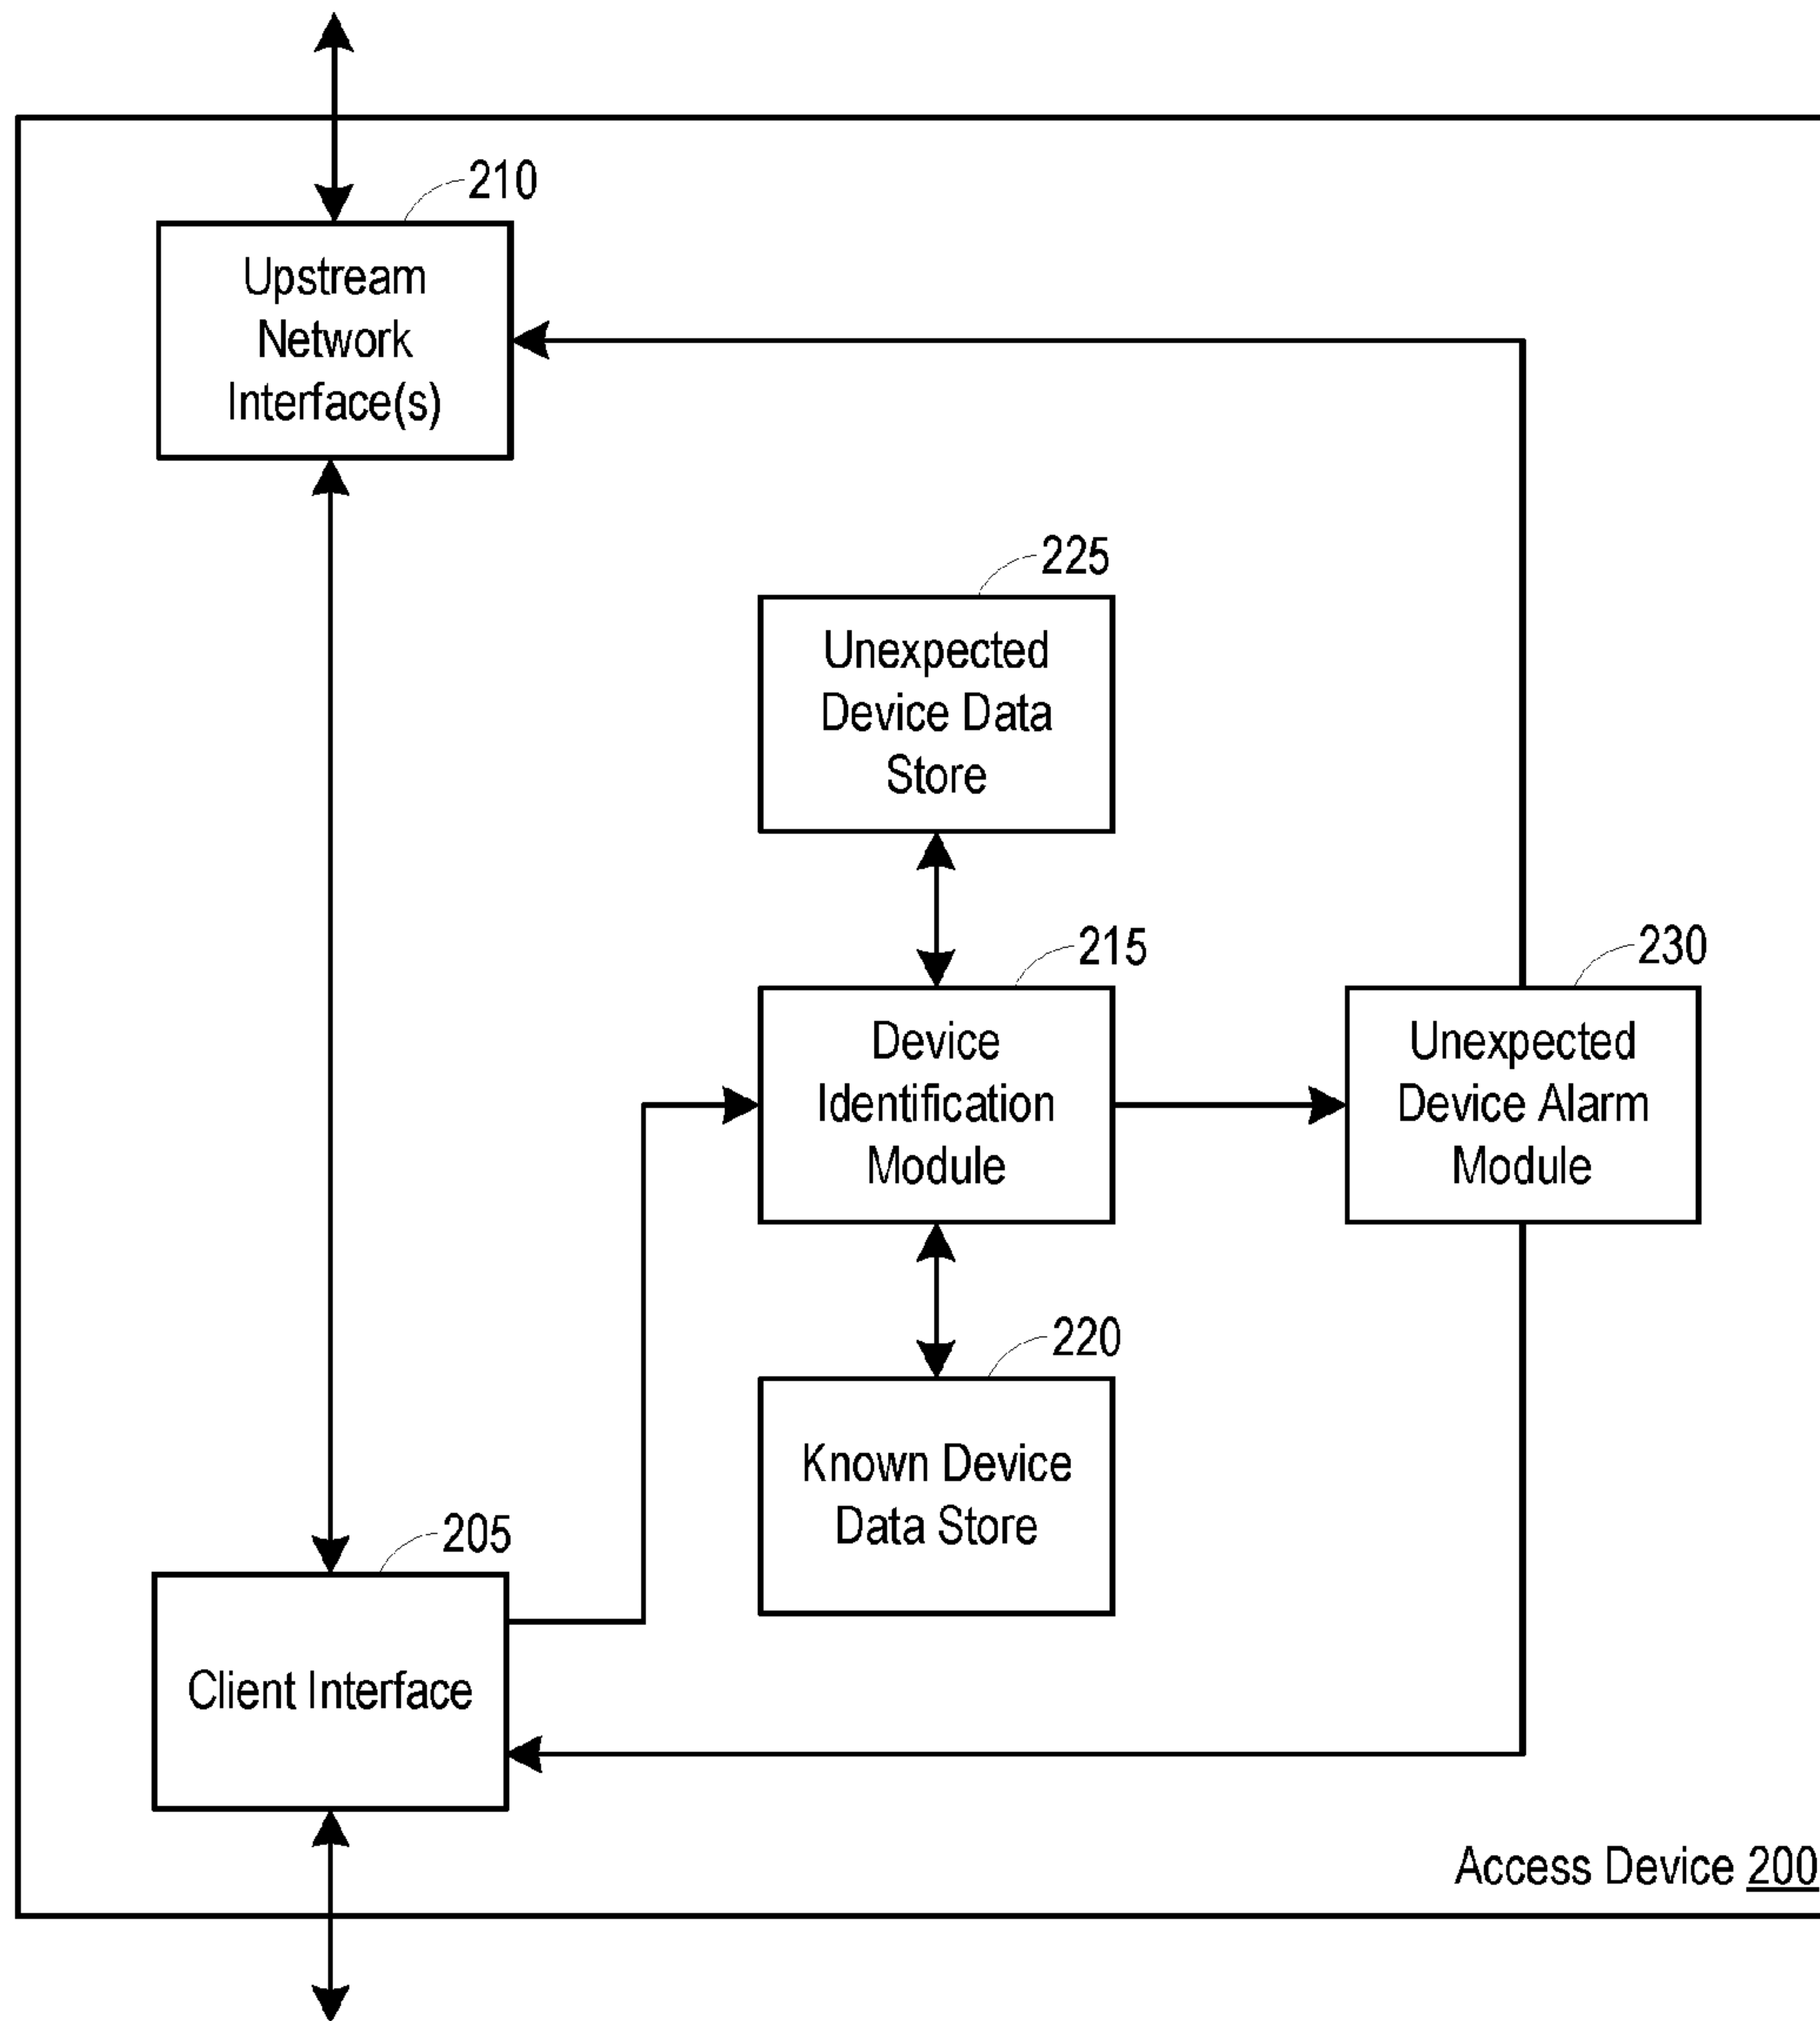 210
Upstream
Network
Interface(s)
225
Unexpected
Device Data
Store
215
Device
Identification
Module
230
Unexpected
Device Alarm
Module
220
Known Device
Data Store
205
Client Interface
Access Device 200